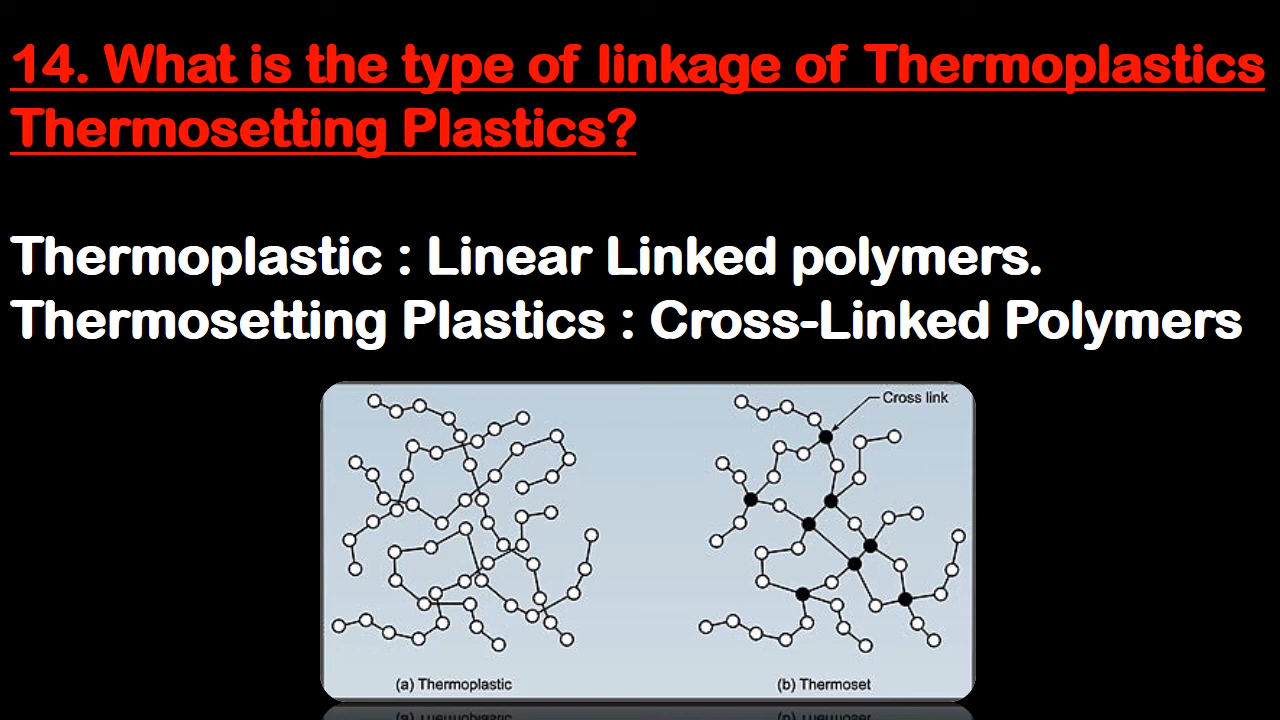 14. What is the type of linkage of Thermoplastics
Thermosetting Plastics?
Thermoplastic : Linear Linked polymers.
Thermosetting Plastics : Cross-Linked Polymers
Cross link
(a) Thermoplastic
(b) Thermoset